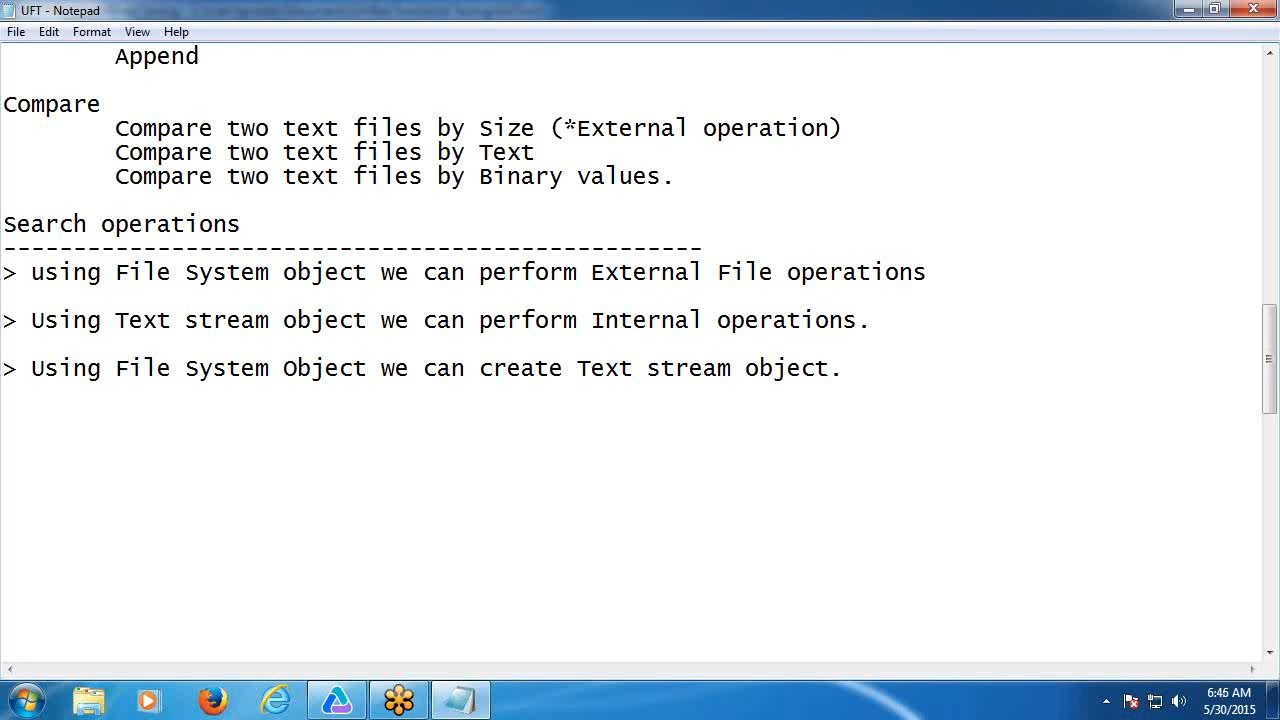 UFT - Notepad
File Edit Format View Help
Append
Compare
Compare two text files by Size (*External operation)
Compare two text files by Text
Compare two text files by Binary values.
Search operations
--------------------------------------------------
> using File System object we can perform External File operations
> Using Text stream object we can perform Internal operations.
> Using File System Object we can create Text stream object.
6:46 AM
5/30/2015